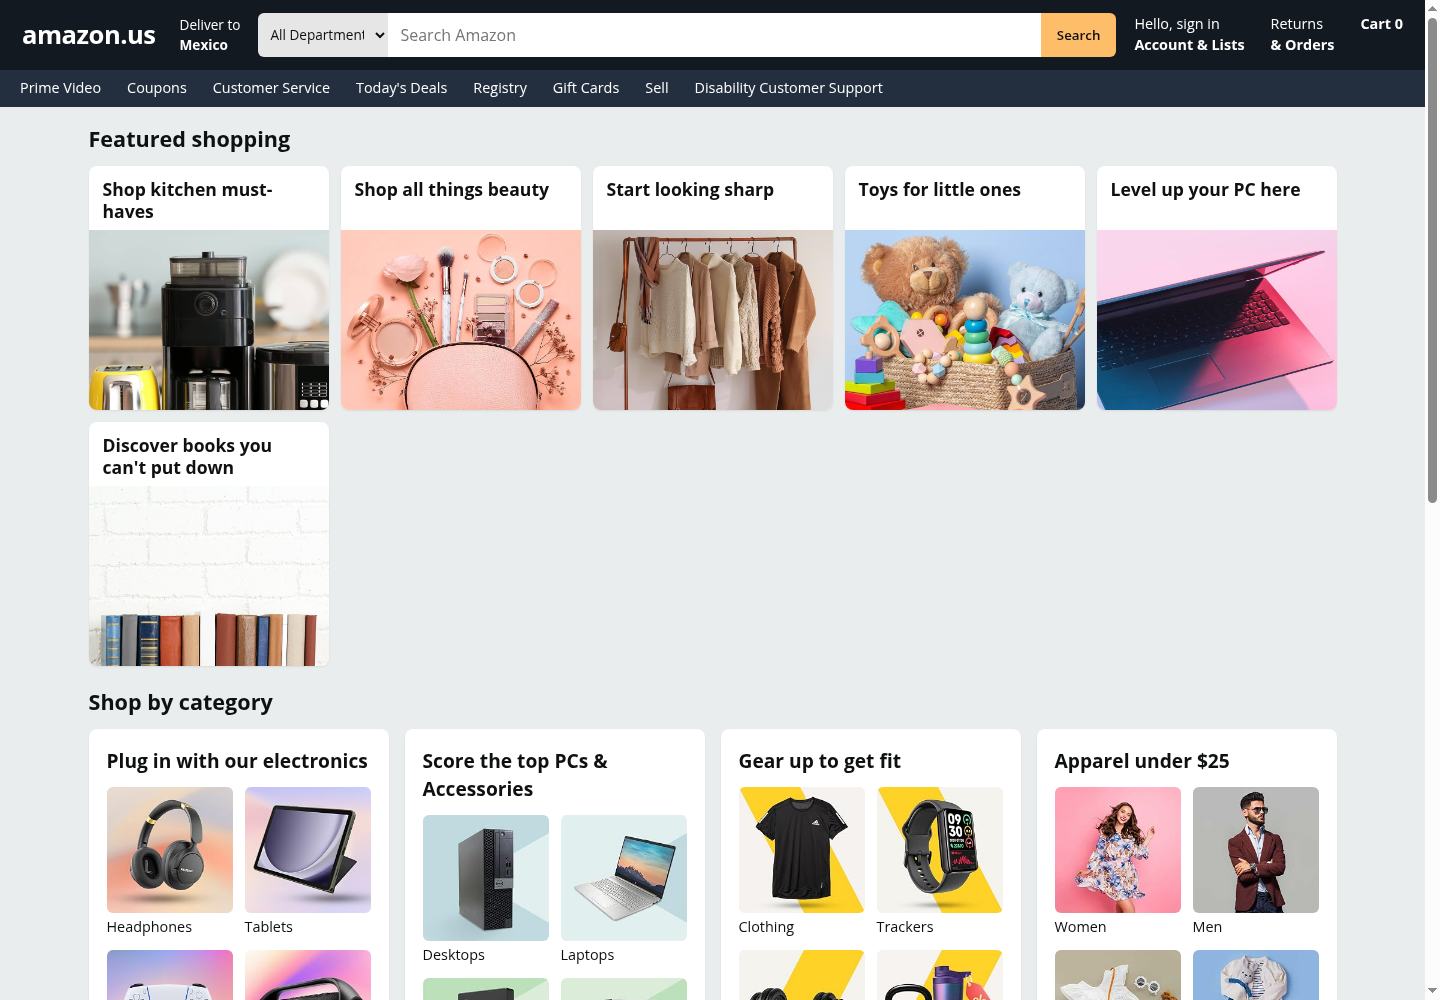 amazon.us
Deliver to
Mexico
All Department
Search Amazon
Search
Hello, sign in
Account & Lists
Returns
& Orders
Cart 0
Prime Video
Coupons
Customer Service
Today's Deals
Registry
Gift Cards
Sell
Disability Customer Support
Featured shopping
Shop kitchen must-
haves
Shop all things beauty
Start looking sharp
Toys for little ones
Level up your PC here
Discover books you
can't put down
Shop by category
Plug in with our electronics
Headphones
Tablets
Score the top PCs &
Accessories
Desktops
Laptops
Gear up to get fit
09
30
Clothing
Trackers
Apparel under $25
Women
Men